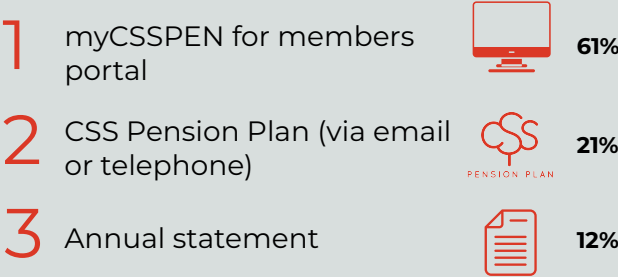 1 myCSSPEN for members
portal
61%
2 CSS Pension Plan (via email
or telephone)
CSS
PENSION PLAN
21%
3 Annual statement
12%